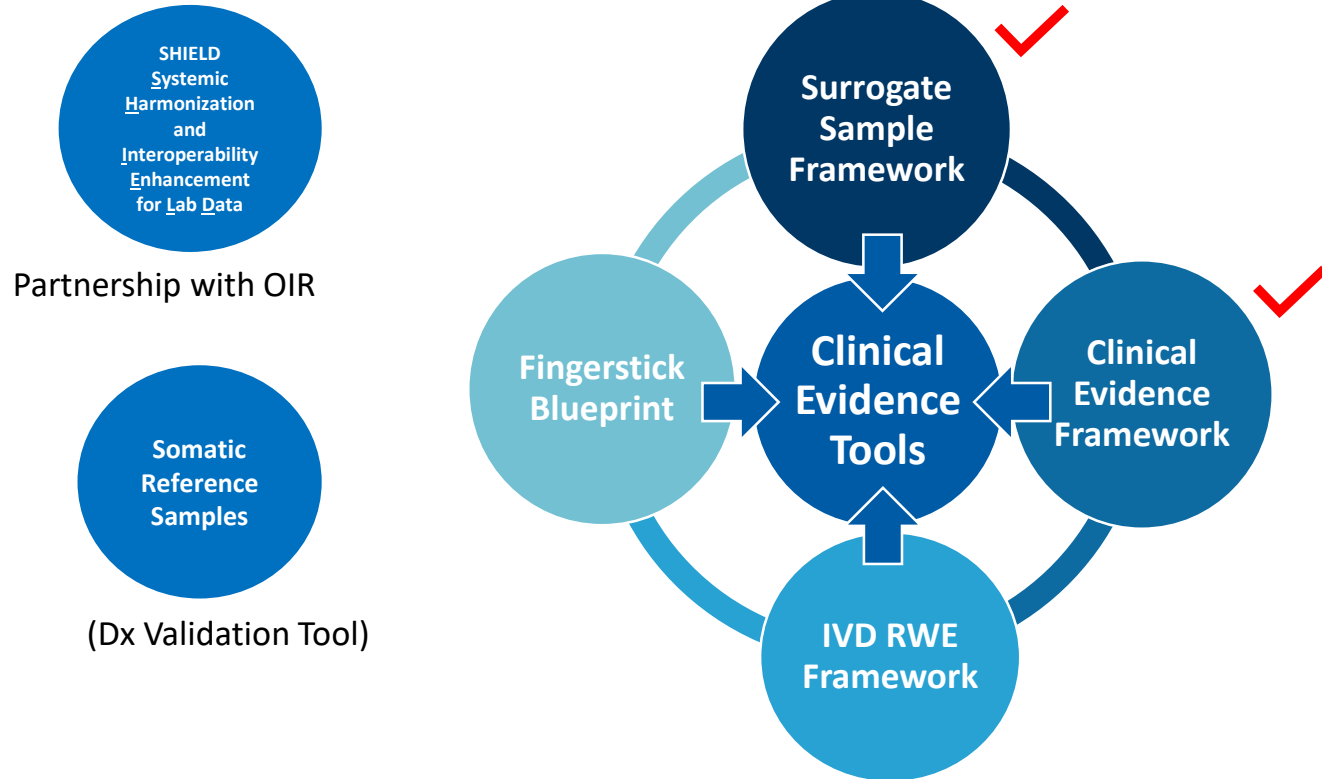 SHIELD
Systemic
Harmonization
and
Interoperability
Enhancement
for Lab Data
Partnership with OIR
Somatic
Reference
Samples
(Dx Validation Tool)
Surrogate
Sample
Framework
Fingerstick
Blueprint
Clinical
Evidence
Tools
Clinical
Evidence
Framework
IVD RWE
Framework